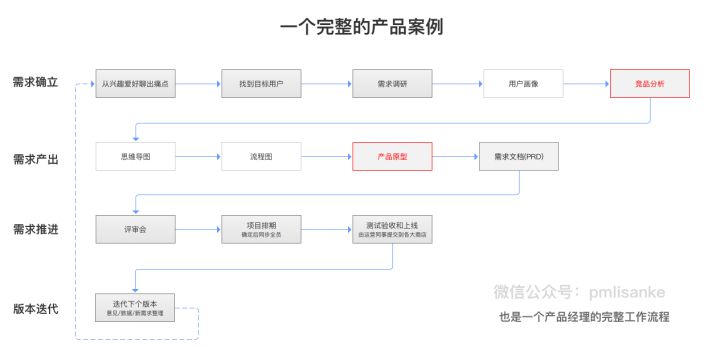 一个完整的产品案例
需求确立
从兴趣爱好聊出痛点
找到目标用户
需求调研
用户画像
竞品分析
需求产出
思维导图
流程图
产品原型
需求文档(PRD)
需求推进
评审会
项目排期
确定后同步全员
测试验收和上线
由运营同事提交到各大商店
版本迭代
迭代下个版本
意见/数据/新需求整理
微信公众号：pmlisanke
也是一个产品经理的完整工作流程